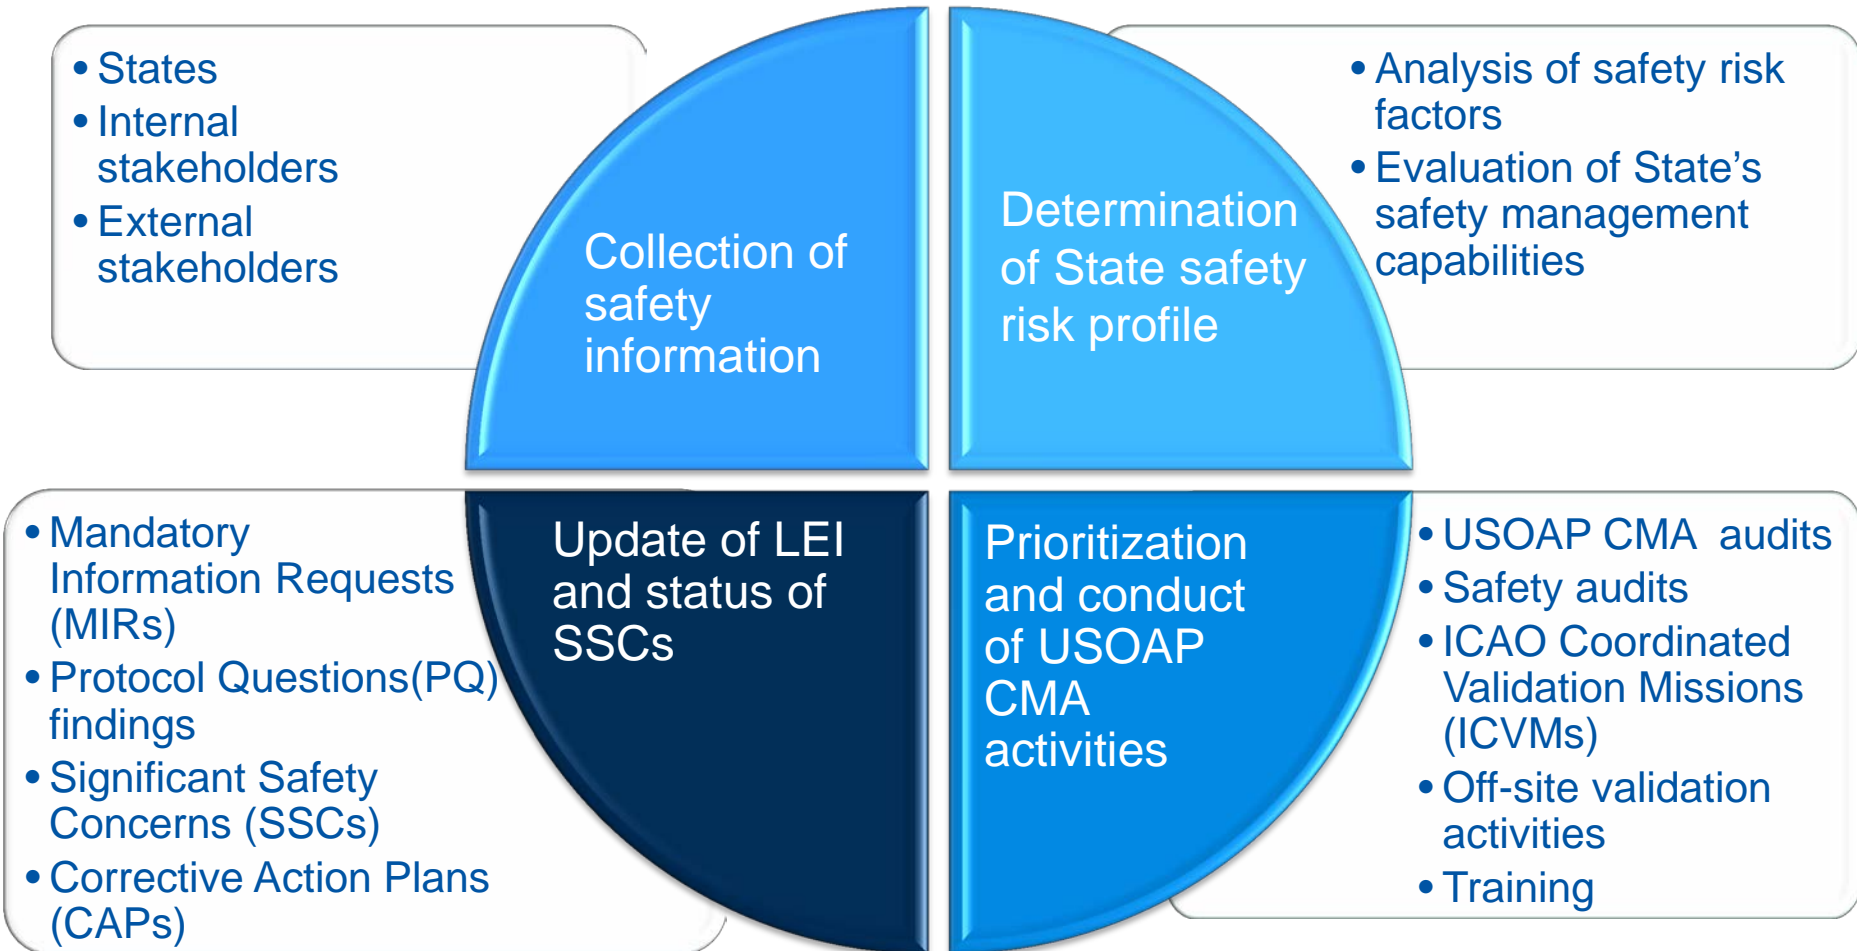 • States
• Internal
stakeholders
• External
stakeholders
Collection of
safety
information
Determination
of State safety
risk profile
• Analysis of safety risk
factors
• Evaluation of State’s
safety management
capabilities
• Mandatory
Information Requests
(MIRs)
• Protocol Questions(PQ)
findings
• Significant Safety
Concerns (SSCs)
• Corrective Action Plans
(CAPs)
Update of LEI
and status of
SSCs
Prioritization
and conduct
of USOAP
CMA
activities
• USOAP CMA  audits
• Safety audits
• ICAO Coordinated
Validation Missions
(ICVMs)
• Off-site validation
activities
• Training